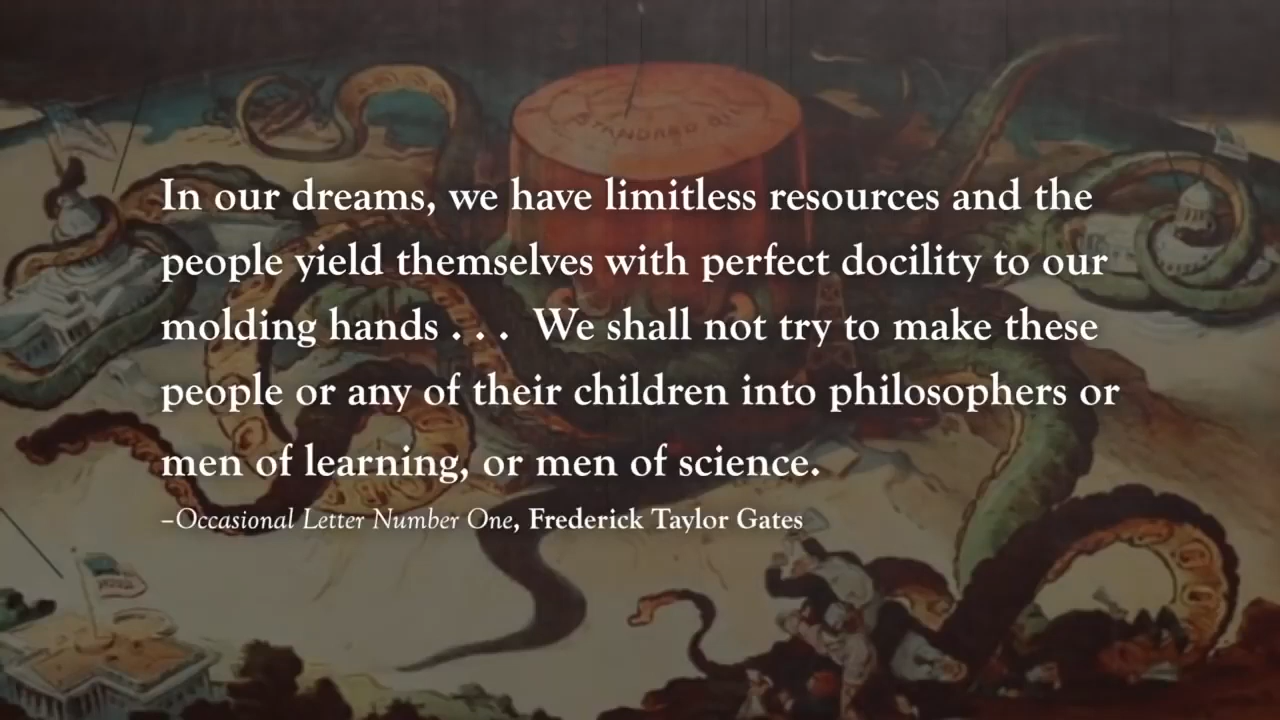 STANDARD OIL
In our dreams, we have limitless resources and the
people yield themselves with perfect docility to our
molding hands . . .  We shall not try to make these
people or any of their children into philosophers or
men of learning, or men of science.
–Occasional Letter Number One, Frederick Taylor Gates